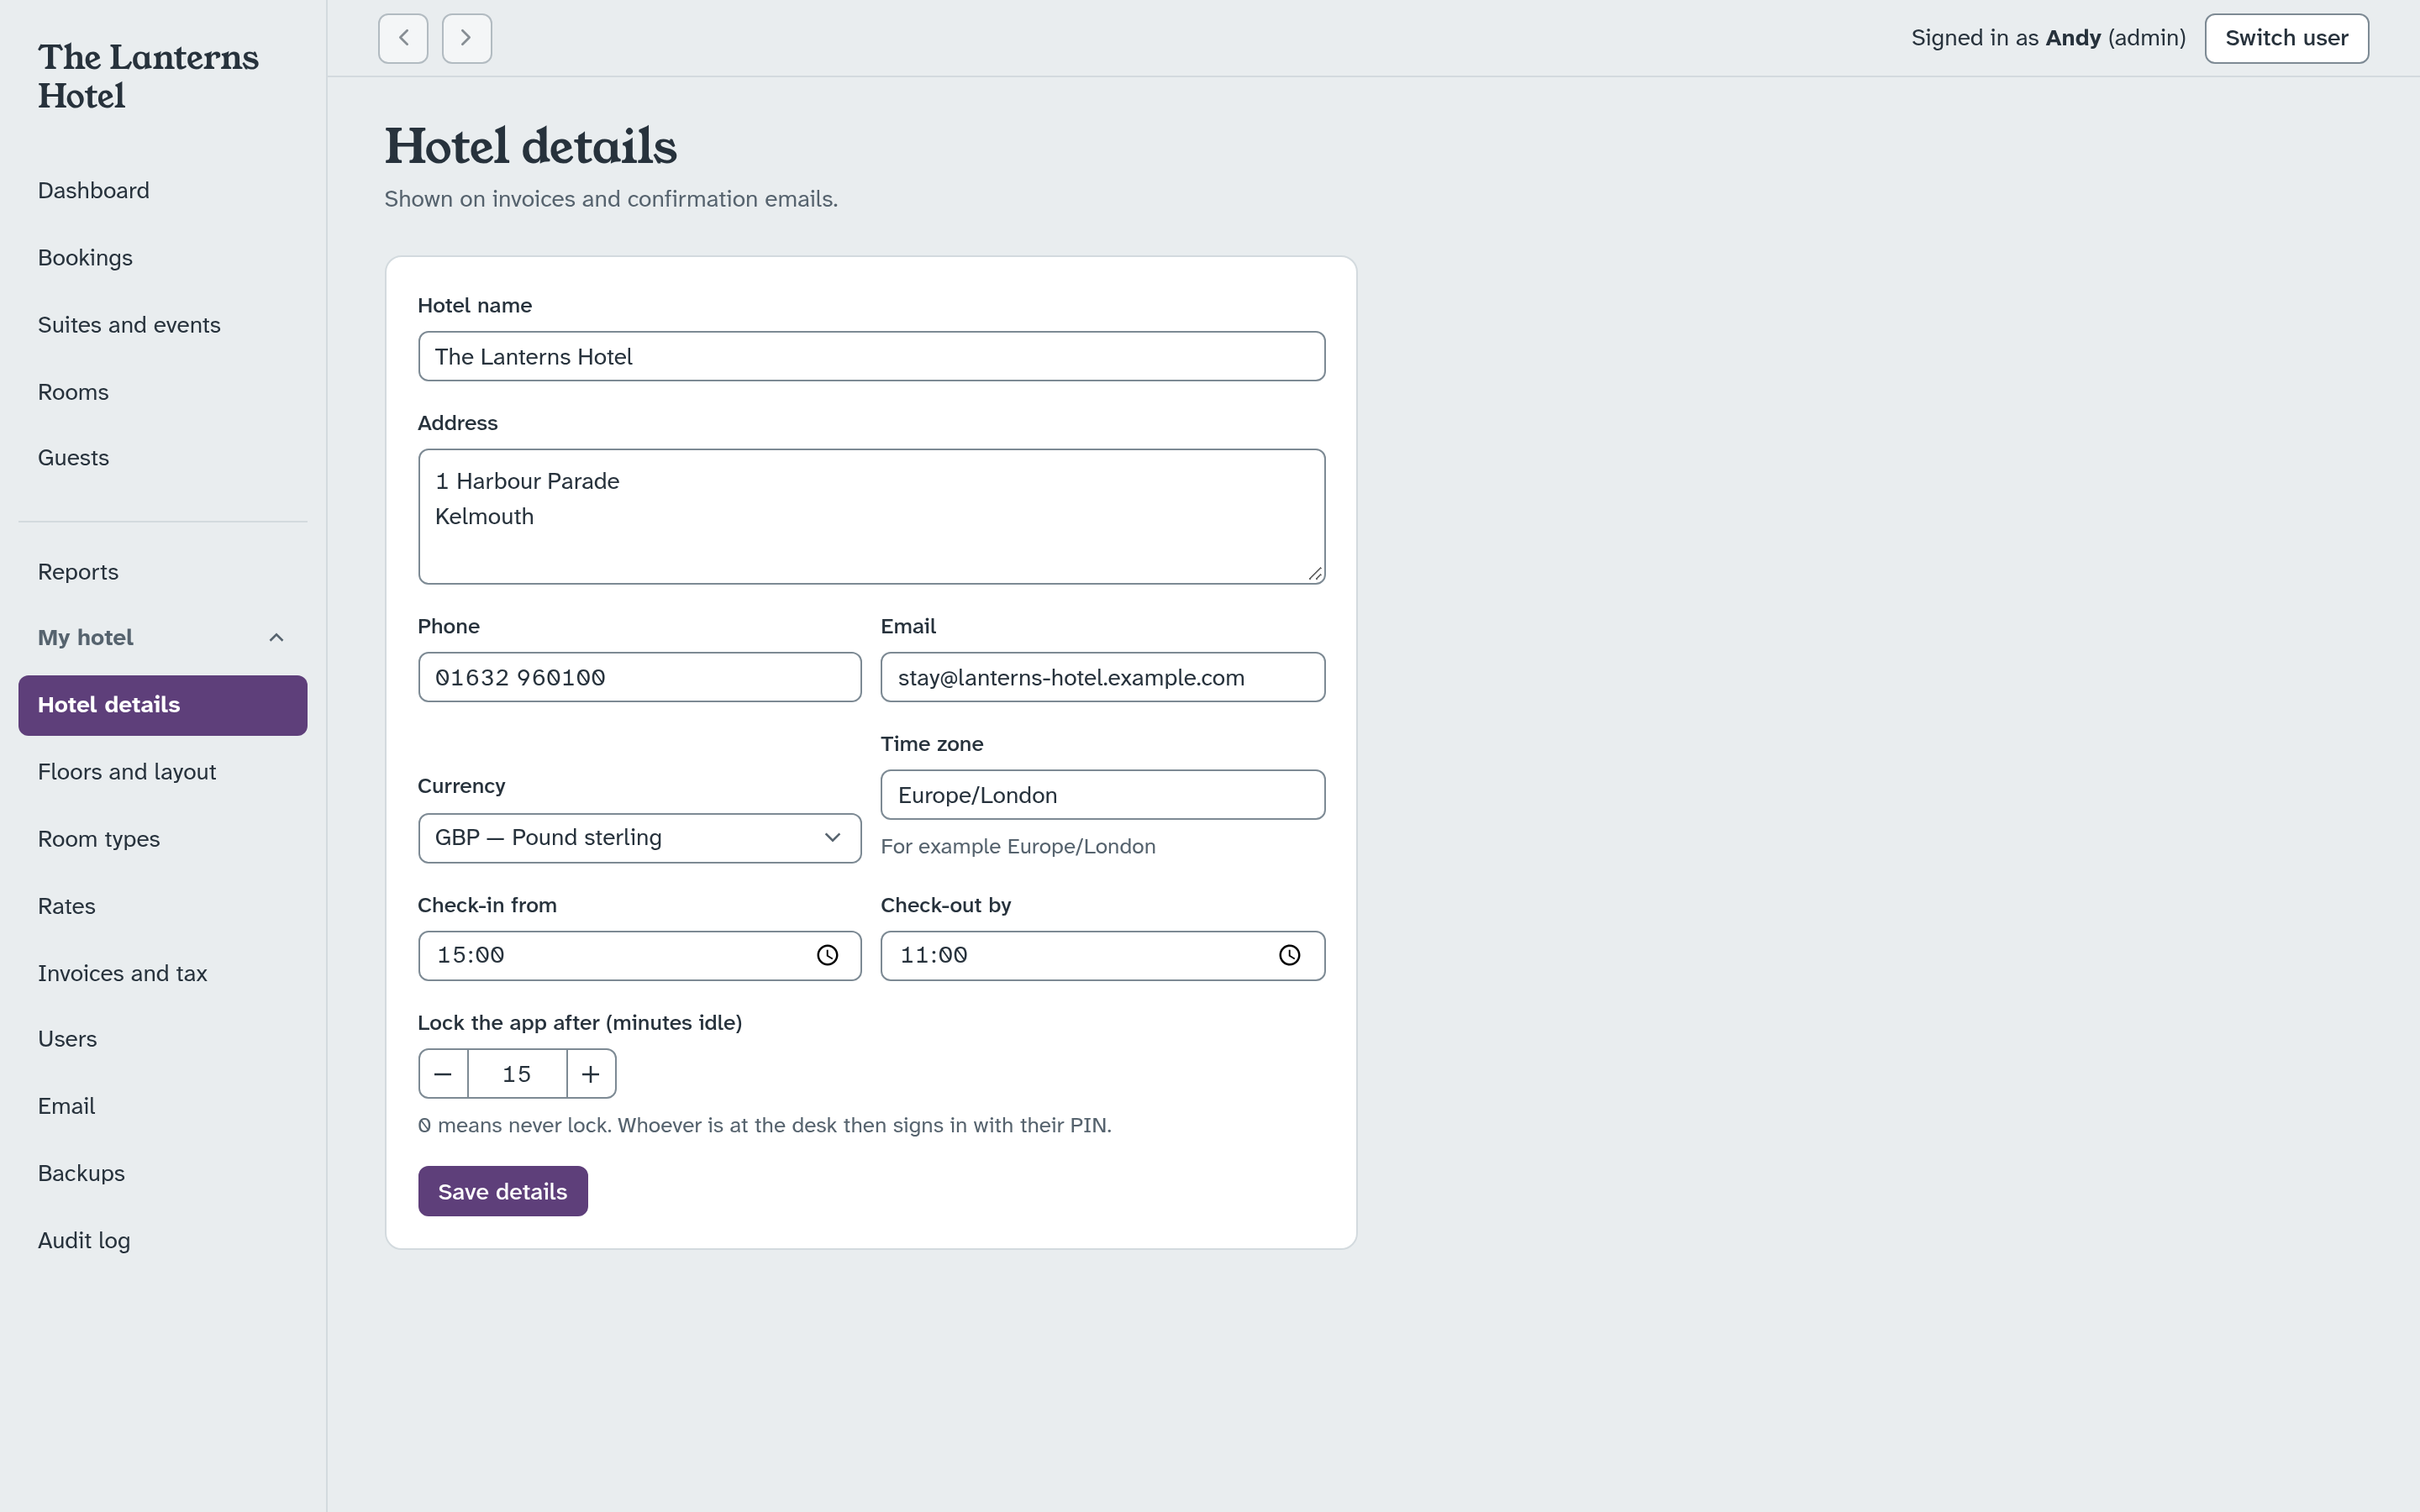 The Lanterns
Hotel
Dashboard
Bookings
Suites and events
Rooms
Guests
Reports
My hotel
Hotel details
Floors and layout
Room types
Rates
Invoices and tax
Users
Email
Backups
Audit log
Signed in as Andy (admin)
Switch user
Hotel details
Shown on invoices and confirmation emails.
Hotel name
The Lanterns Hotel
Address
1 Harbour Parade
Kelmouth
Phone
01632 960100
Email
stay@lanterns-hotel.example.com
Currency
GBP — Pound sterling
Time zone
Europe/London
For example Europe/London
Check-in from
15:00
Check-out by
11:00
Lock the app after (minutes idle)
− 15 +
0 means never lock. Whoever is at the desk then signs in with their PIN.
Save details